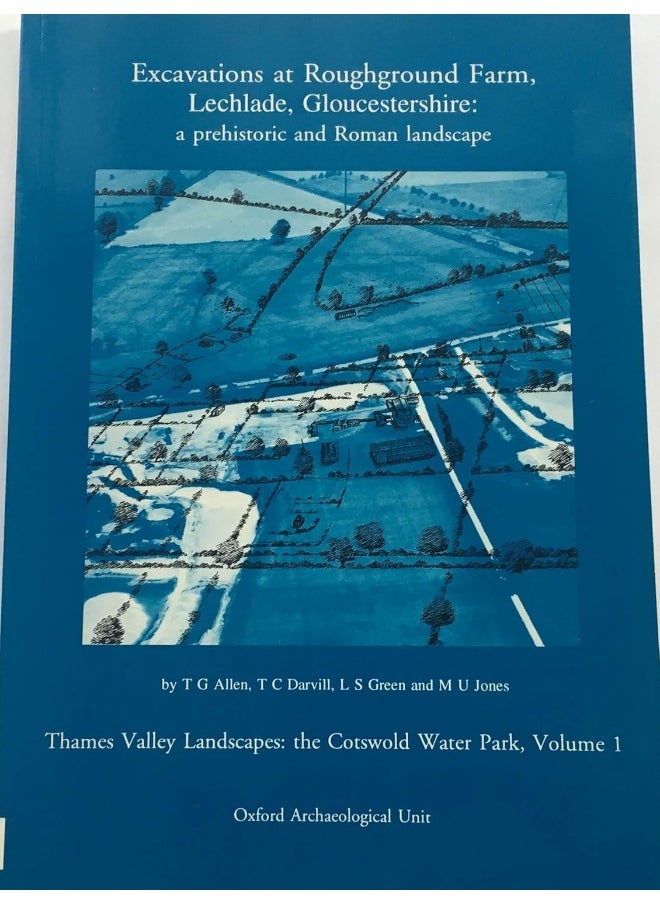 Excavations at Roughground Farm,
Lechlade, Gloucestershire:
a prehistoric and Roman landscape
by T G Allen, T C Darvill, L S Green and M U Jones
Thames Valley Landscapes: the Cotswold Water Park, Volume 1
Oxford Archaeological Unit